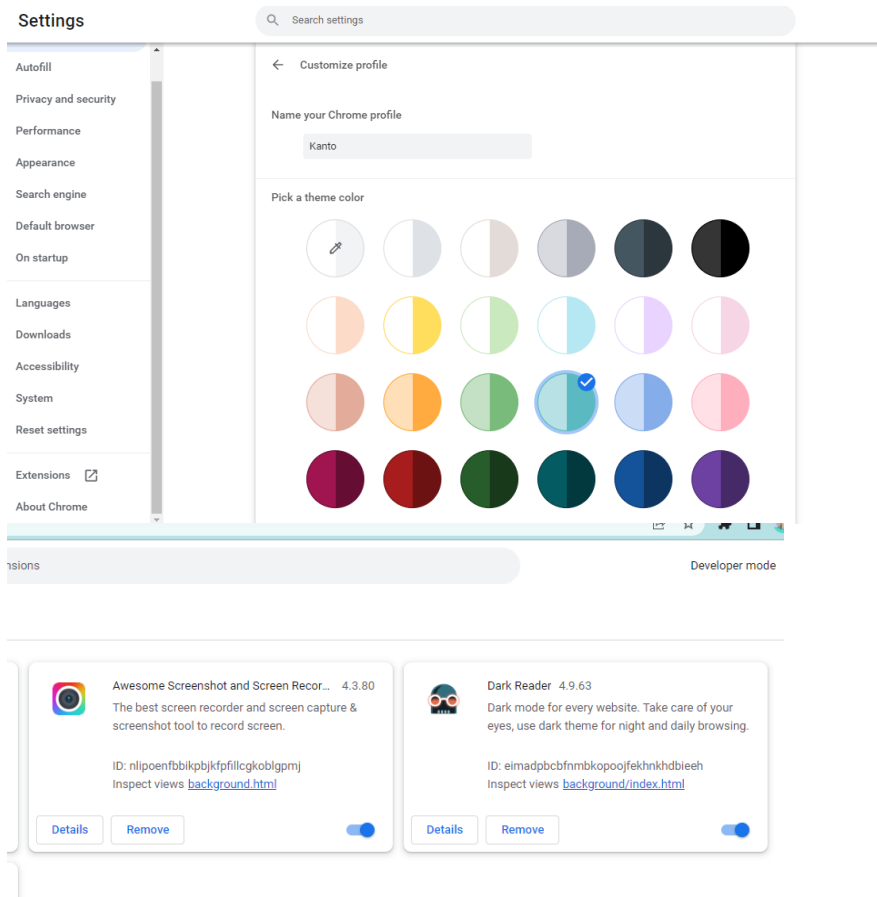 Settings
Search settings
Autofill
Privacy and security
Performance
Appearance
Search engine
Default browser
On startup
Languages
Downloads
Accessibility
System
Reset settings
Extensions
About Chrome
Customize profile
Name your Chrome profile
Kanto
Pick a theme color
nsions
Developer mode
Awesome Screenshot and Screen Recor... 4.3.80
The best screen recorder and screen capture &
screenshot tool to record screen.
ID: nlipoenfbbikpbjkfpfillcgkoblgpmj
Inspect views background.html
Details
Remove
Dark Reader 4.9.63
Dark mode for every website. Take care of your
eyes, use dark theme for night and daily browsing.
ID: eimadpbcbfnmbkopoojfekhnkhdbieeh
Inspect views background/index.html
Details
Remove